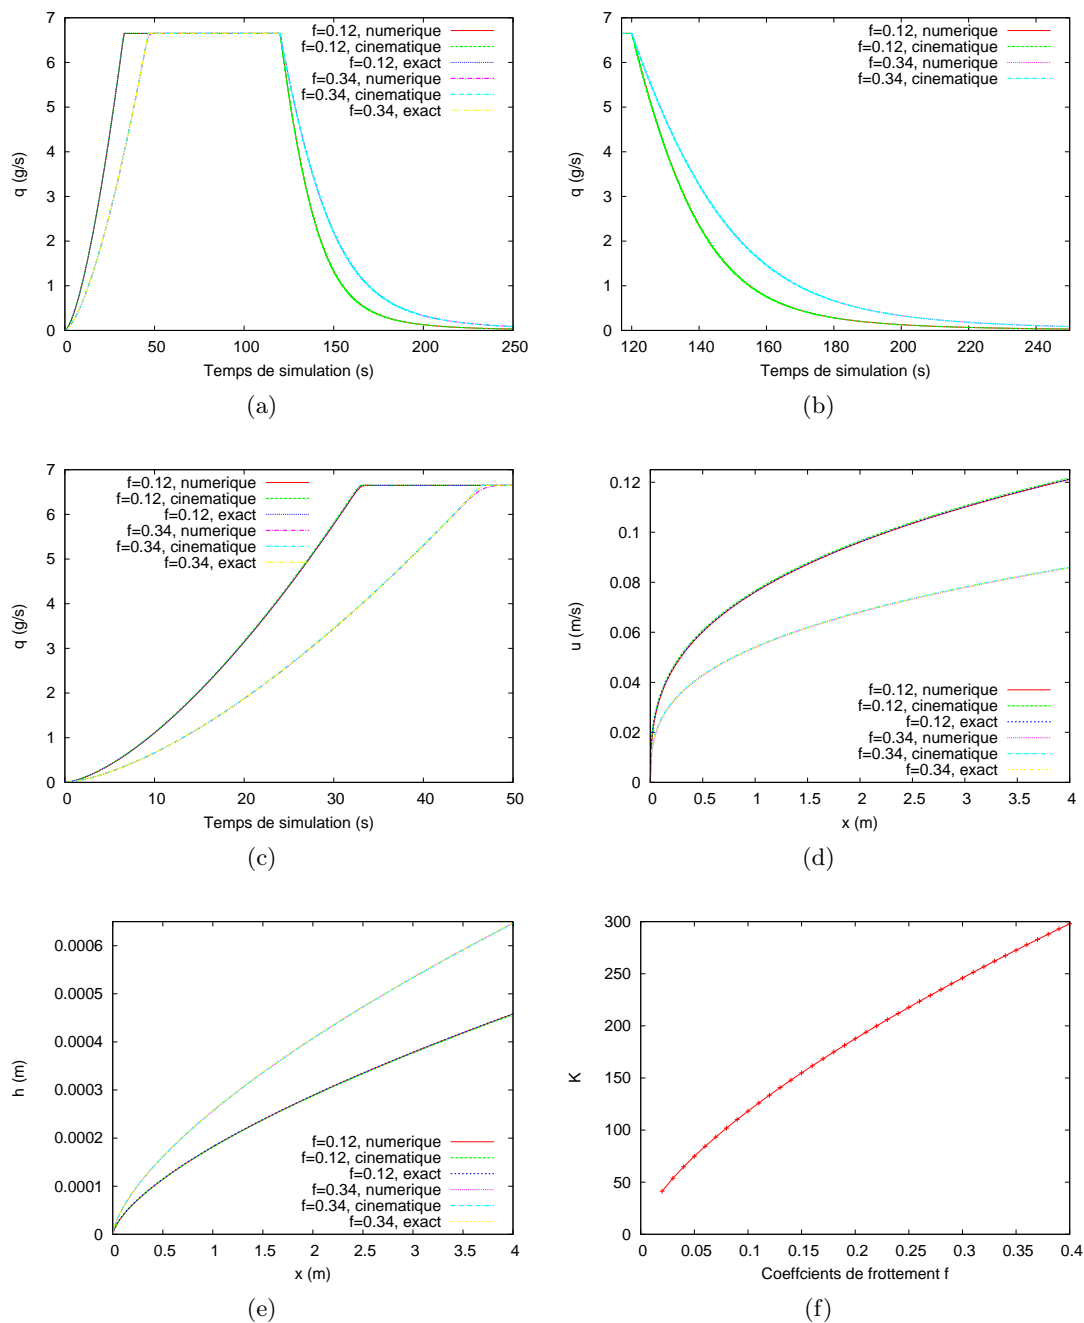 7
6
5
4
3
2
1
0
q (g/s)
f=0.12, numerique
f=0.12, cinematique
f=0.12, exact
f=0.34, numerique
f=0.34, cinematique
f=0.34, exact
0 50 100 150 200 250
Temps de simulation (s)
(a)
7
6
5
4
3
2
1
0
q (g/s)
f=0.12, numerique
f=0.12, cinematique
f=0.34, numerique
f=0.34, cinematique
120 140 160 180 200 220 240
Temps de simulation (s)
(b)
7
6
5
4
3
2
1
0
q (g/s)
f=0.12, numerique
f=0.12, cinematique
f=0.12, exact
f=0.34, numerique
f=0.34, cinematique
f=0.34, exact
0 10 20 30 40 50
Temps de simulation (s)
(c)
0.12
0.1
0.08
0.06
0.04
0.02
0
u (m/s)
f=0.12, numerique
f=0.12, cinematique
f=0.12, exact
f=0.34, numerique
f=0.34, cinematique
f=0.34, exact
0 0.5 1 1.5 2 2.5 3 3.5 4
x (m)
(d)
0.0006
0.0005
0.0004
0.0003
0.0002
0.0001
0
h (m)
f=0.12, numerique
f=0.12, cinematique
f=0.12, exact
f=0.34, numerique
f=0.34, cinematique
f=0.34, exact
0 0.5 1 1.5 2 2.5 3 3.5 4
x (m)
(e)
300
250
200
150
100
50
0
K
0 0.05 0.1 0.15 0.2 0.25 0.3 0.35 0.4
Coeffcients de frottement f
(f)